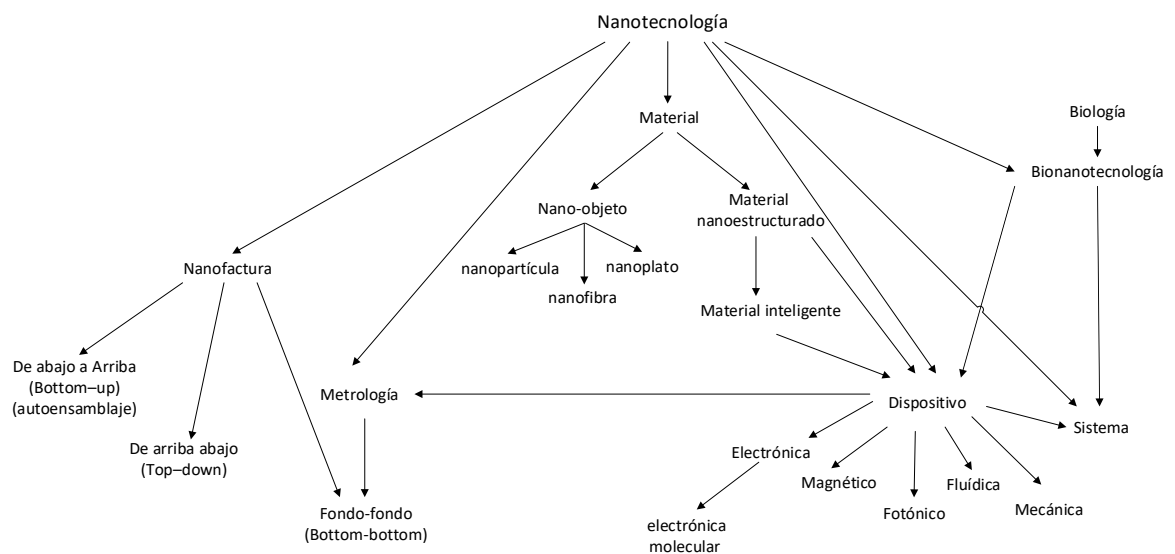 Nanotecnología
Material
Biología
Bionanotecnología
Nano-objeto
Material
nanoestructurado
nanopartícula
nanoplato
nanofibra
Nanofactura
Material inteligente
De abajo a Arriba
(Bottom–up)
(autoensamblaje)
Metrología
Dispositivo
Sistema
De arriba abajo
(Top–down)
Electrónica
Magnético
Fluídica
Fondo-fondo
(Bottom-bottom)
Fotónico
Mecánica
electrónica
molecular